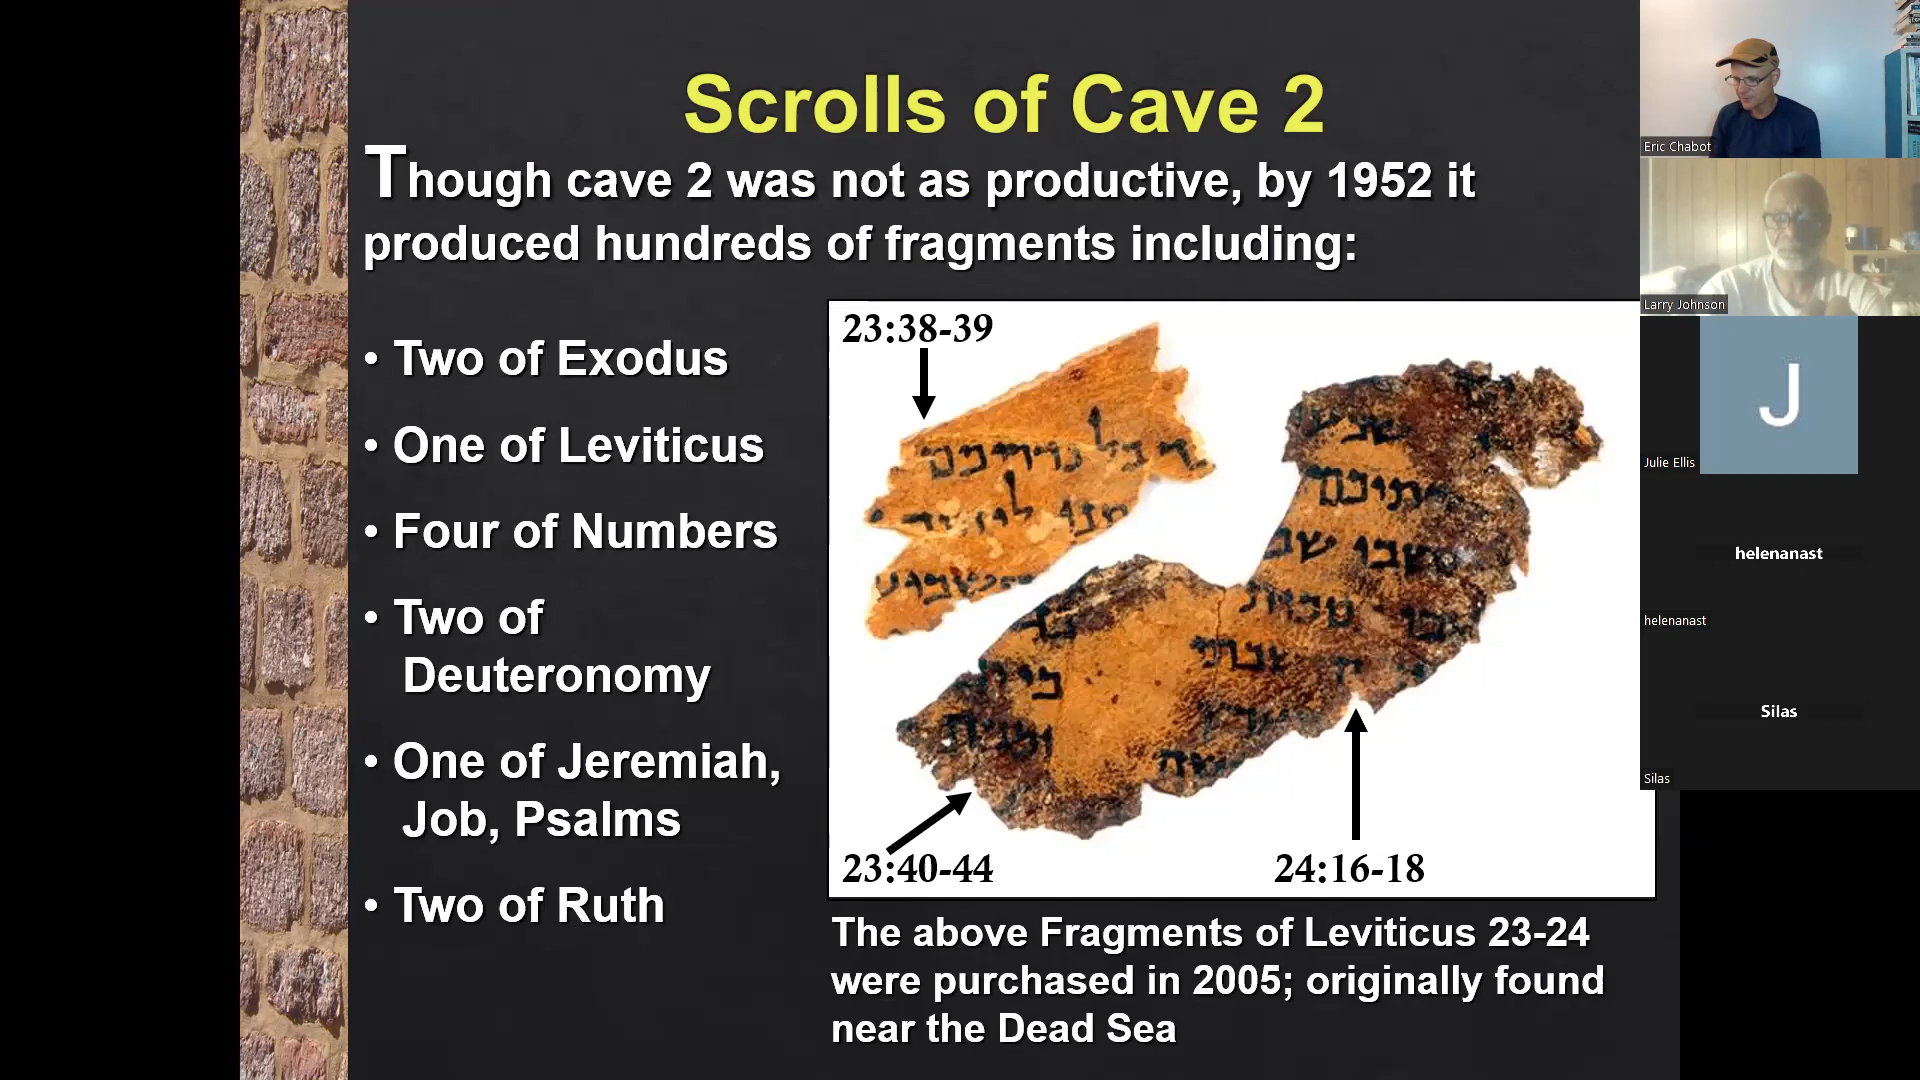 Scrolls of Cave 2
Though cave 2 was not as productive, by 1952 it
produced hundreds of fragments including:
• Two of Exodus
• One of Leviticus
• Four of Numbers
• Two of
Deuteronomy
• One of Jeremiah,
Job, Psalms
• Two of Ruth
23:38-39
23:40-44
24:16-18
The above Fragments of Leviticus 23-24
were purchased in 2005; originally found
near the Dead Sea
Eric Chabot
Larry Johnson
J
Julie Ellis
helenanast
helenanast
Silas
Silas